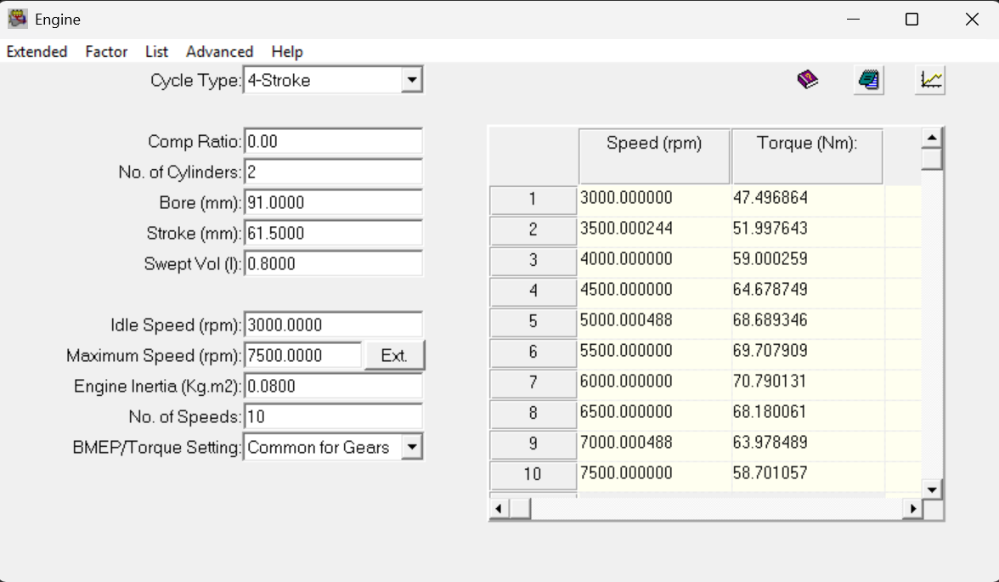 Engine
Extended Factor List Advanced Help
Cycle Type: 4-Stroke
Comp Ratio: 0.00
No. of Cylinders: 2
Bore (mm): 91.0000
Stroke (mm): 61.5000
Swept Vol (l): 0.8000
Idle Speed (rpm): 3000.0000
Maximum Speed (rpm): 7500.0000 Ext.
Engine Inertia (Kg.m2): 0.0800
No. of Speeds: 10
BMEP/Torque Setting: Common for Gears
Speed (rpm) Torque (Nm):
1 3000.000000 47.496864
2 3500.000244 51.997643
3 4000.000000 59.000259
4 4500.000000 64.678749
5 5000.000488 68.689346
6 5500.000000 69.707909
7 6000.000000 70.790131
8 6500.000000 68.180061
9 7000.000488 63.978489
10 7500.000000 58.701057